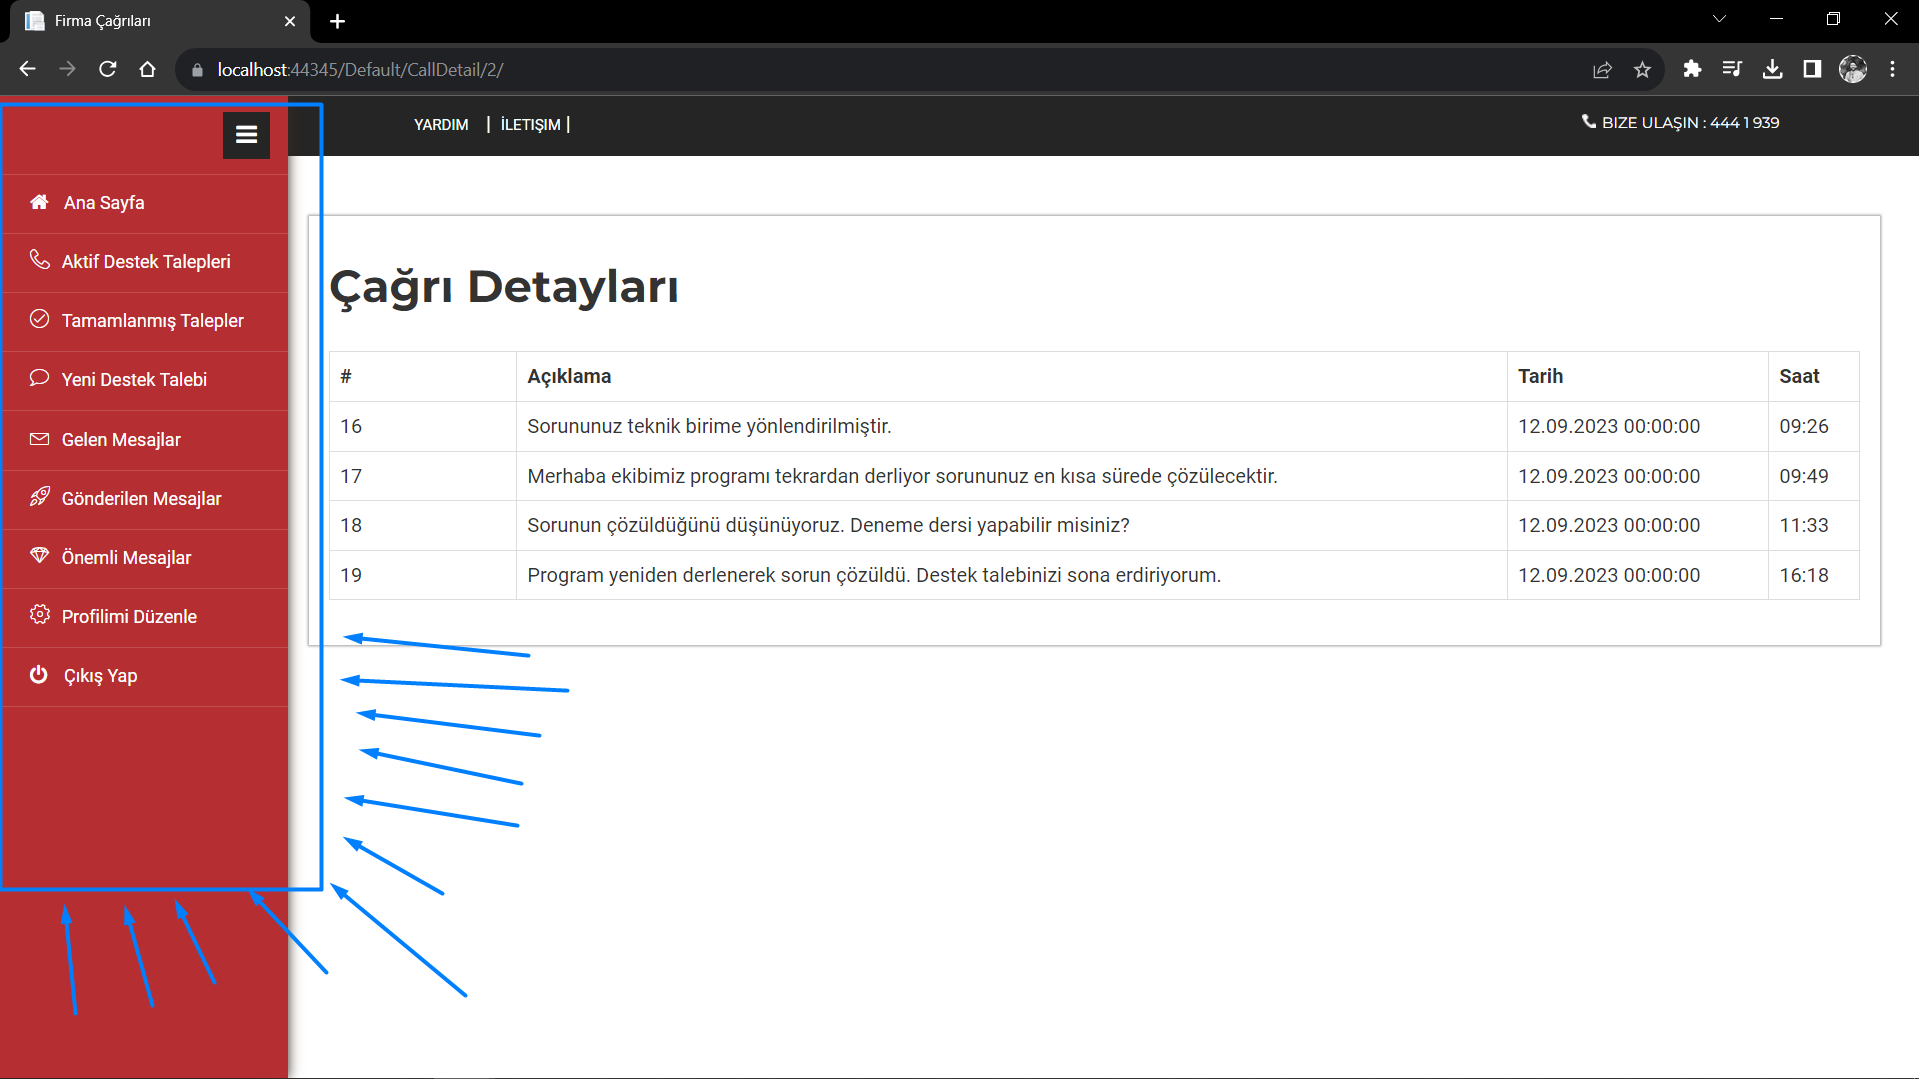 Firma Çağrıları
localhost:44345/Default/CallDetail/2/
YARDIM | İLETIŞIM |
BIZE ULAŞIN : 444 1 939
Ana Sayfa
Aktif Destek Talepleri
Tamamlanmış Talepler
Yeni Destek Talebi
Gelen Mesajlar
Gönderilen Mesajlar
Önemli Mesajlar
Profilimi Düzenle
Çıkış Yap
Çağrı Detayları
# Açıklama Tarih Saat
16 Sorununuz teknik birime yönlendirilmiştir. 12.09.2023 00:00:00 09:26
17 Merhaba ekibimiz programı tekrardan derliyor sorununuz en kısa sürede çözülecektir. 12.09.2023 00:00:00 09:49
18 Sorunun çözüldüğünü düşünüyoruz. Deneme dersi yapabilir misiniz? 12.09.2023 00:00:00 11:33
19 Program yeniden derlenerek sorun çözüldü. Destek talebinizi sona erdiriyorum. 12.09.2023 00:00:00 16:18